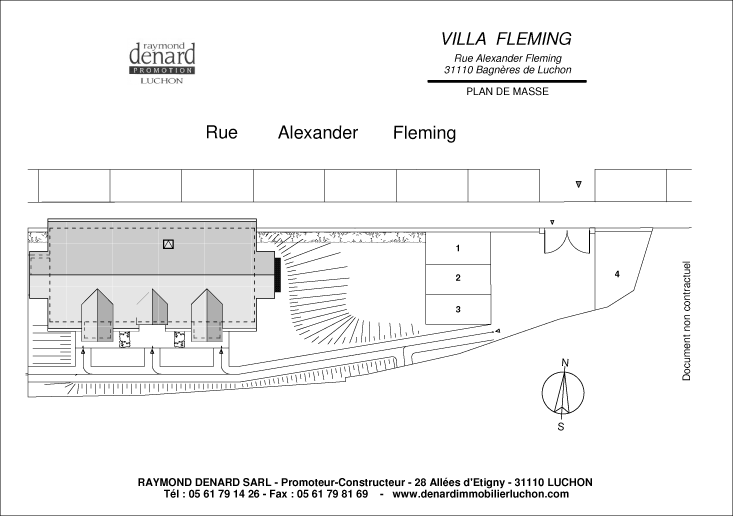 raymond
denard
PROMOTION
LUCHON
VILLA FLEMING
Rue Alexander Fleming
31110 Bagnères de Luchon
PLAN DE MASSE
Rue Alexander Fleming
1
2
3
4
Document non contractuel
N
S
RAYMOND DENARD SARL - Promoteur-Constructeur - 28 Allées d'Etigny - 31110 LUCHON
Tél : 05 61 79 14 26 - Fax : 05 61 79 81 69 - www.denardimmobilierluchon.com